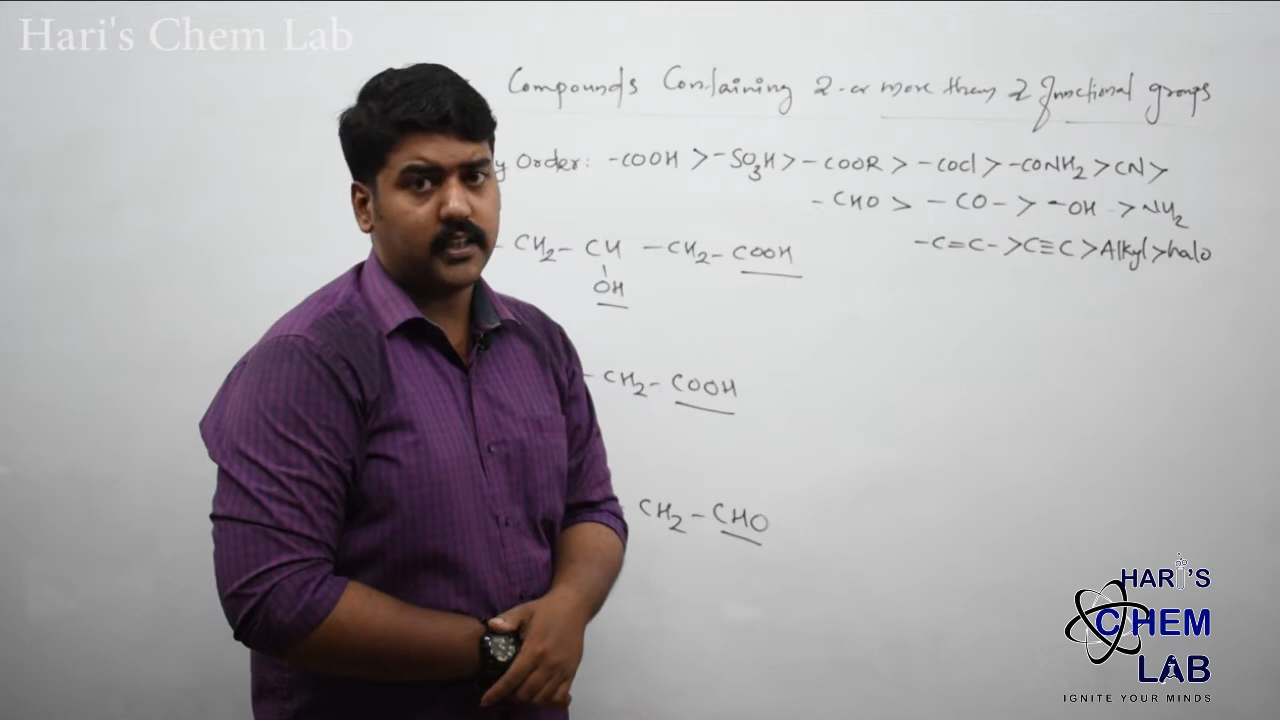 Hari's Chem Lab
Compounds Containing 2 or more than 2 functional groups
y Order: -COOH > -SO3H > -COOR > -COCl > -CONH2 > CN >
-CHO > -CO- > -OH > NH2
-C=C- > C≡C > Alkyl > halo
CH2 - CH - CH2 - COOH
OH
- CH2 - COOH
CH2 - CHO
HARI'S
CHEM
LAB
IGNITE YOUR MINDS